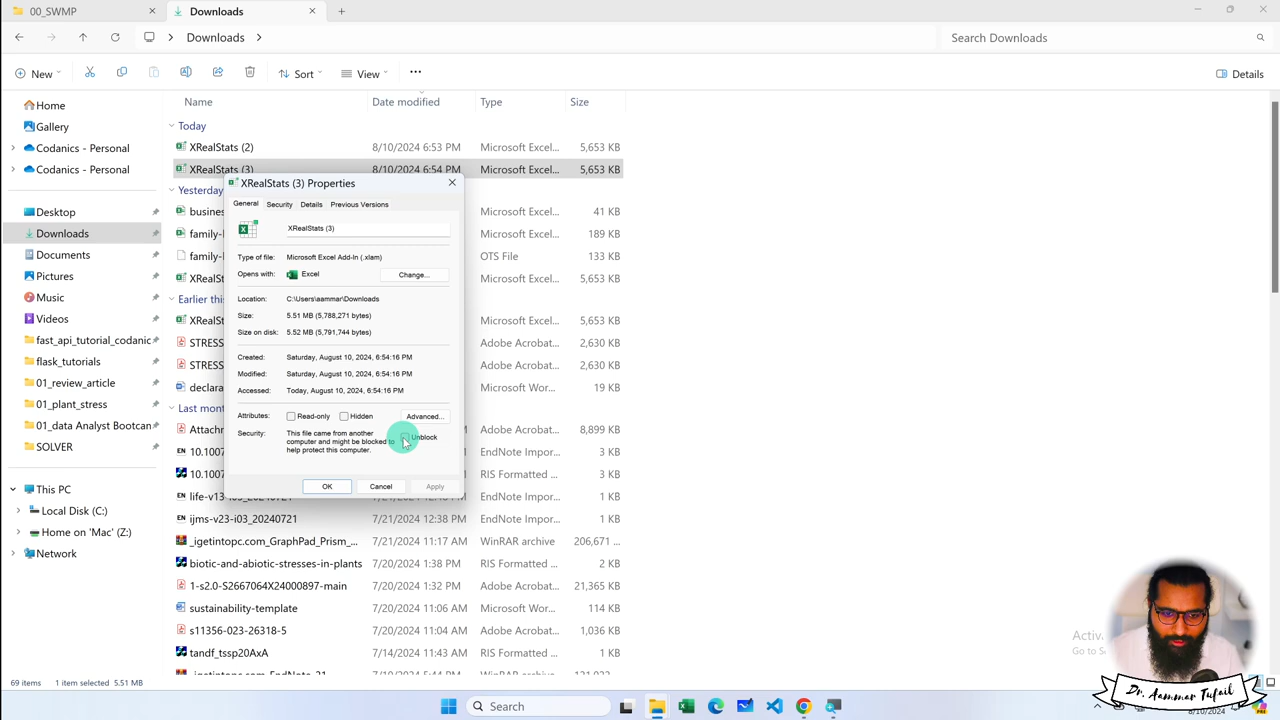 00_SWMP
Downloads
Downloads
Search Downloads
New
Sort
View
Details
Home
Gallery
Codanics - Personal
Codanics - Personal
Desktop
Downloads
Documents
Pictures
Music
Videos
fast_api_tutorial_codanic
flask_tutorials
01_review_article
01_plant_stress
01_data Analyst Bootcan
SOLVER
This PC
Local Disk (C:)
Home on 'Mac' (Z:)
Network
Name Date modified Type Size
Today
XRealStats (2) 8/10/2024 6:53 PM Microsoft Excel... 5,653 KB
XRealStats (3) 8/10/2024 6:54 PM Microsoft Excel... 5,653 KB
Yesterday
busines 41 KB Microsoft Excel...
family- Microsoft Excel... 189 KB
family- OTS File 133 KB
XRealS Microsoft Excel... 5,653 KB
Earlier this
XRealS Microsoft Excel... 5,653 KB
STRESS Adobe Acrobat... 2,630 KB
STRESS Adobe Acrobat... 2,630 KB
declara Microsoft Wor... 19 KB
Last mont
Attachn Adobe Acrobat... 8,899 KB
10.1007 EndNote Impor... 3 KB
10.1007 RIS Formatted ... 3 KB
EndNote Impor... 1 KB
ijms-v23-i03_20240721 7/21/2024 12:38 PM EndNote Impor... 1 KB
_igetintopc.com_GraphPad_Prism_... 7/21/2024 11:17 AM WinRAR archive 206,671 ...
biotic-and-abiotic-stresses-in-plants 7/20/2024 1:38 PM RIS Formatted ... 2 KB
1-s2.0-S2667064X24000897-main 7/20/2024 1:32 PM Adobe Acrobat... 21,365 KB
sustainability-template 7/20/2024 11:06 AM Microsoft Wor... 114 KB
s11356-023-26318-5 7/20/2024 11:04 AM Adobe Acrobat... 1,036 KB
tandf_tssp20AxA 7/14/2024 11:43 AM RIS Formatted ... 1 KB
XRealStats (3) Properties
General Security Details Previous Versions
XRealStats (3)
Type of file: Microsoft Excel Add-In (.xlam)
Opens with: Excel Change...
Location: C:\Users\aammar\Downloads
Size: 5.51 MB (5,788,271 bytes)
Size on disk: 5.52 MB (5,791,744 bytes)
Created: Saturday, August 10, 2024, 6:54:16 PM
Modified: Saturday, August 10, 2024, 6:54:16 PM
Accessed: Today, August 10, 2024, 6:54:16 PM
Attributes: Read-only Hidden Advanced...
Security: This file came from another
computer and might be blocked to
help protect this computer.
Unblock
OK Cancel Apply
69 items 1 item selected 5.51 MB
Search
8/10/2024
Dr. Aammar Tufail